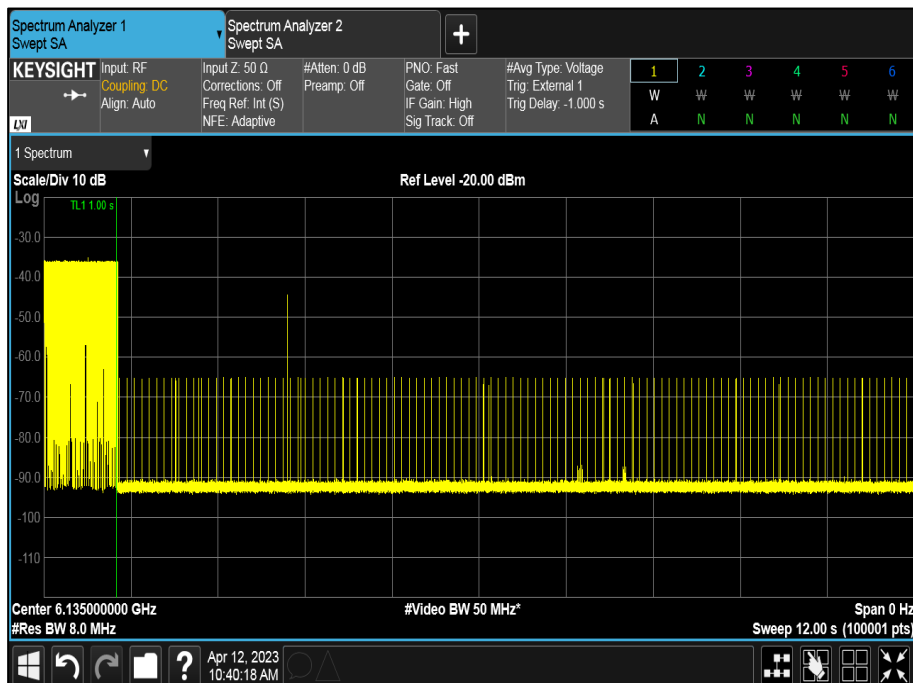 Spectrum Analyzer 1
Swept SA
Spectrum Analyzer 2
Swept SA
+
KEYSIGHT
LXI
Input: RF
Coupling: DC
Align: Auto
Input Z: 50 Ω
Corrections: Off
Freq Ref: Int (S)
NFE: Adaptive
#Atten: 0 dB
Preamp: Off
PNO: Fast
Gate: Off
IF Gain: High
Sig Track: Off
#Avg Type: Voltage
Trig: External 1
Trig Delay: -1.000 s
1 2 3 4 5 6
W W W W W W
A N N N N N
1 Spectrum
Scale/Div 10 dB
Ref Level -20.00 dBm
Log
TL1 1.00 s
-30.0
-40.0
-50.0
-60.0
-70.0
-80.0
-90.0
-100
-110
Center 6.135000000 GHz
#Video BW 50 MHz*
Span 0 Hz
#Res BW 8.0 MHz
Sweep 12.00 s (100001 pts)
?
Apr 12, 2023
10:40:18 AM